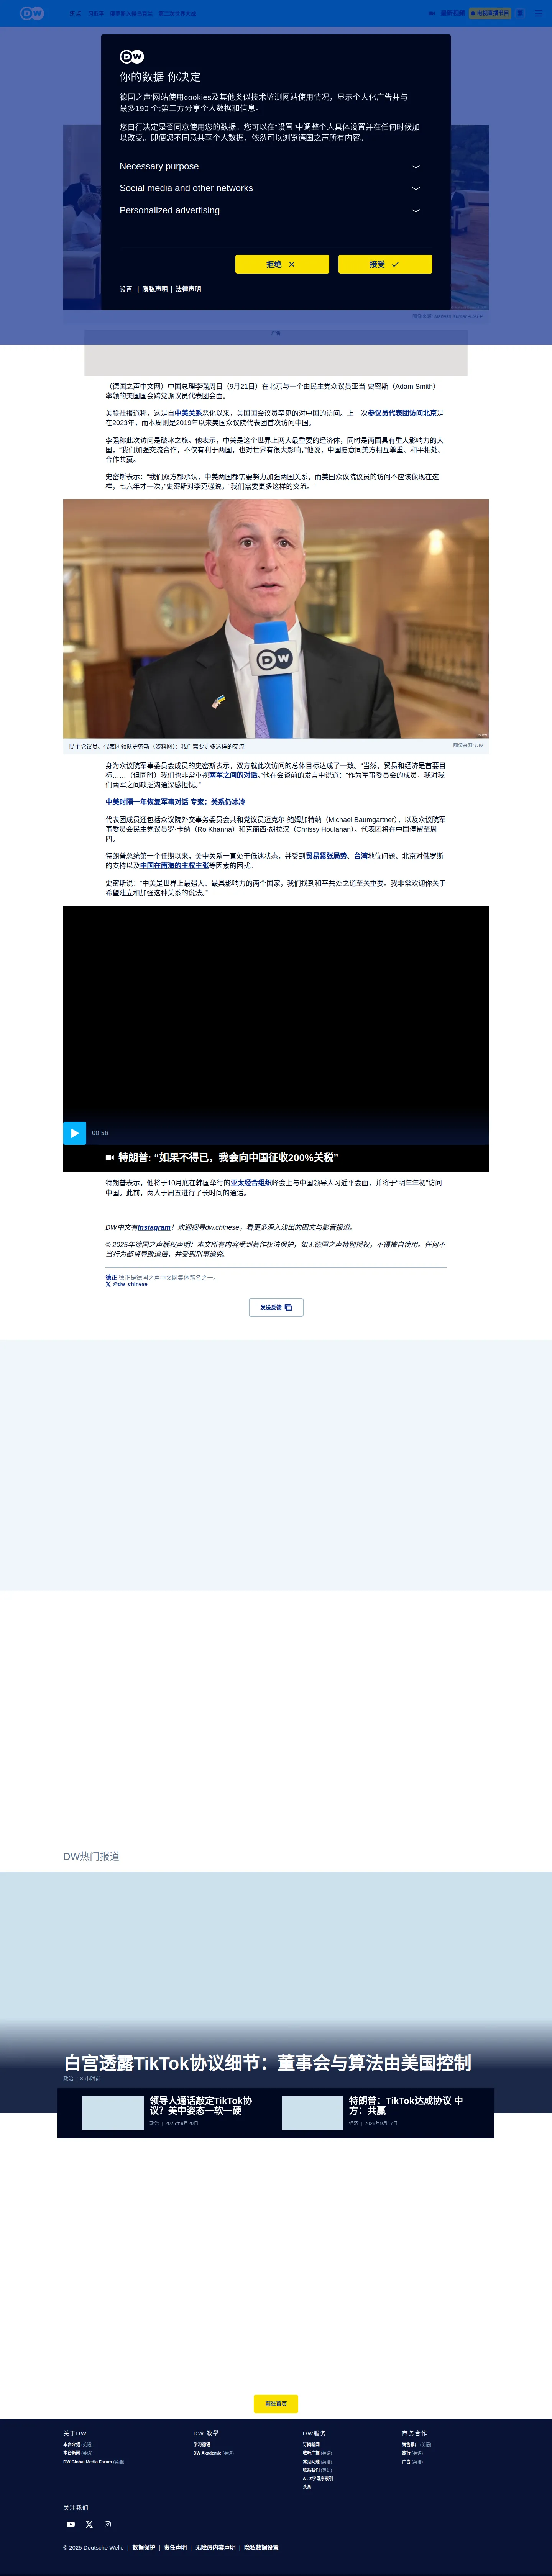 DW
热点
习近平
俄罗斯入侵乌克兰
第二次世界大战
最新视频
电视直播节目
DW
你的数据 你决定
德国之声‘网站使用cookies及其他类似技术监测网站使用情况，显示个人化广告并与
最多190 个;第三方分享个人数据和信息。
您自行决定是否同意使用您的数据。您可以在“设置”中调整个人具体设置并在任何时候加
以改变。即便您不同意共享个人数据，依然可以浏览德国之声所有内容。
Necessary purpose
Social media and other networks
Personalized advertising
拒绝
接受
设置 | 隐私声明 | 法律声明
广告
（德国之声中文网）中国总理李强周日（9月21日）在北京与一个由民主党众议员亚当·史密斯（Adam Smith）
率领的美国国会跨党派议员代表团会面。
美联社报道称，这是自中美关系恶化以来，美国国会议员罕见的对中国的访问。上一次参议员代表团访问北京是
在2023年，而本周则是2019年以来美国众议院代表团首次访问中国。
李强称此次访问是破冰之旅。他表示，中美是这个世界上两大最重要的经济体，同时是两国具有重大影响力的大
国，“我们加强交流合作，不仅有利于两国，也对世界有很大影响，”他说，中国愿意同美方相互尊重、和平相处、
合作共赢。
史密斯表示：“我们双方都承认，中美两国都需要努力加强两国关系，而美国众议院议员的访问不应该像现在这
样，七六年才一次，”史密斯对李克强说，“我们需要更多这样的交流。”
DW
民主党议员、代表团领队史密斯（资料图）：我们需要更多这样的交流
图像来源: DW
身为众议院军事委员会成员的史密斯表示，双方就此次访问的总体目标达成了一致。“当然，贸易和经济是首要目
标……（但同时）我们也非常重视两军之间的对话。”他在会谈前的发言中说道：“作为军事委员会的成员，我对我
们两军之间缺乏沟通深感担忧。”
中美时隔一年恢复军事对话 专家：关系仍冰冷
代表团成员还包括众议院外交事务委员会共和党议员迈克尔·鲍姆加特纳（Michael Baumgartner），以及众议院军
事委员会民主党议员罗·卡纳（Ro Khanna）和克丽西·胡拉汉（Chrissy Houlahan）。代表团将在中国停留至周
四。
特朗普总统第一个任期以来，美中关系一直处于低迷状态，并受到贸易紧张局势、台湾地位问题、北京对俄罗斯
的支持以及中国在南海的主权主张等因素的困扰。
史密斯说：“中美是世界上最强大、最具影响力的两个国家，我们找到和平共处之道至关重要。我非常欢迎你关于
希望建立和加强这种关系的说法。”
00:56
特朗普: “如果不得已，我会向中国征收200%关税”
特朗普表示，他将于10月底在韩国举行的亚太经合组织峰会上与中国领导人习近平会面，并将于“明年年初”访问
中国。此前，两人于周五进行了长时间的通话。
DW中文有Instagram！欢迎搜寻dw.chinese，看更多深入浅出的图文与影音报道。
© 2025年德国之声版权声明：本文所有内容受到著作权法保护，如无德国之声特别授权，不得擅自使用。任何不
当行为都将导致追偿，并受到刑事追究。
德正 德正是德国之声中文网集体笔名之一。
@dw_chinese
发送反馈
DW热门报道
白宫透露TikTok协议细节：董事会与算法由美国控制
政治 | 8 小时前
领导人通话敲定TikTok协
议？美中姿态一软一硬
政治 | 2025年9月20日
特朗普：TikTok达成协议 中
方：共赢
经济 | 2025年9月17日
前往首页
关于DW
本台介绍 (英语)
本台新闻 (英语)
DW Global Media Forum (英语)
DW 教學
学习德语
DW Akademie (英语)
DW服务
订阅新闻
收听广播 (英语)
常见问题 (英语)
联系我们 (英语)
A - Z字母序索引
头条
商务合作
销售推广 (英语)
旅行 (英语)
广告 (英语)
关注我们
© 2025 Deutsche Welle | 数据保护 | 责任声明 | 无障碍内容声明 | 隐私数据设置